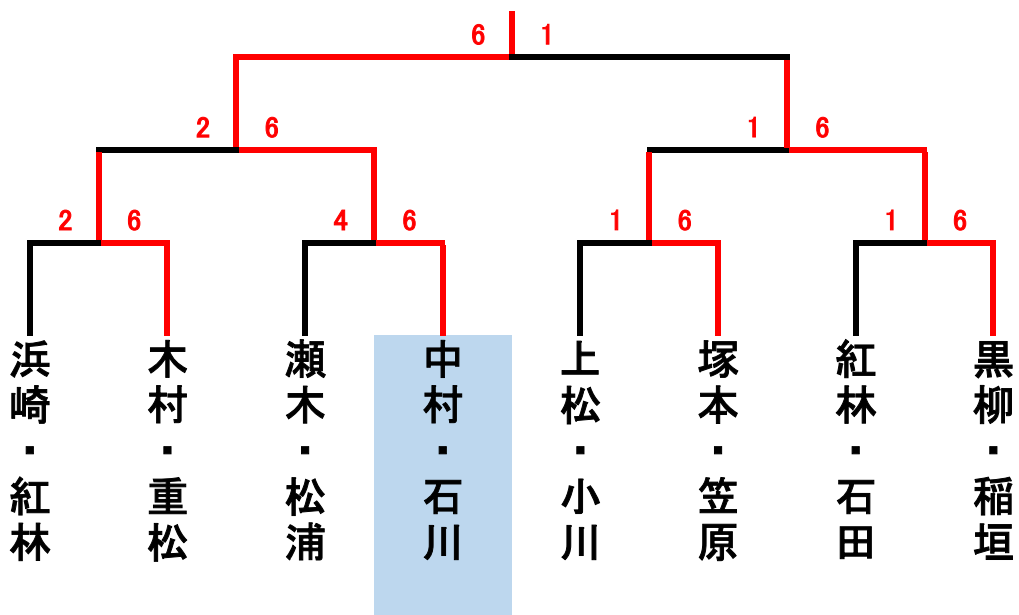 6 1
2 6 1 6
2 6 4 6 1 6 1 6
浜崎・紅林
木村・重松
瀬木・松浦
中村・石川
上松・小川
塚本・笠原
紅林・石田
黒柳・稲垣